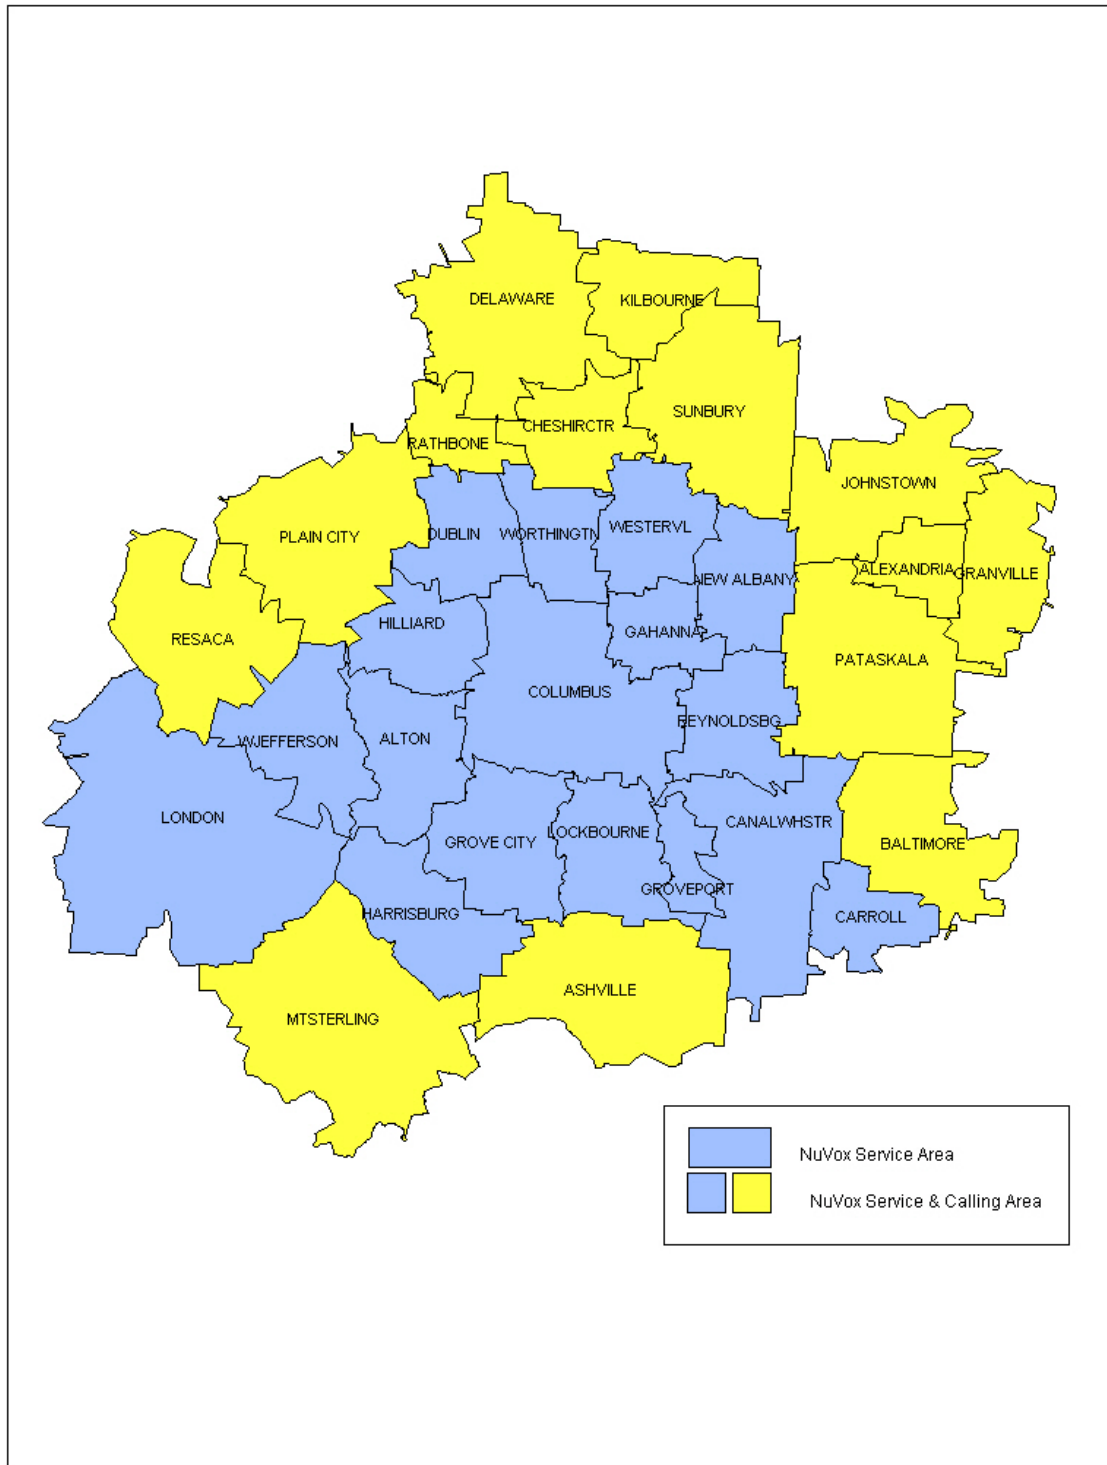 DELAWARE
KILBOURNE
SUNBURY
CHESHIRCTR
RATHBONE
JOHNSTOWN
PLAIN CITY
DUBLIN
WORTHINGTN
WESTERVL
ALEXANDRIA
GRANVILLE
NEW ALBANY
HILLIARD
GAHANNA
RESACA
PATASKALA
COLUMBUS
REYNOLDSBG
WJEFFERSON
ALTON
LONDON
CANALWHSTR
LOCKBOURNE
GROVE CITY
BALTIMORE
GROVEPORT
HARRISBURG
CARROLL
ASHVILLE
MTSTERLING
NuVox Service Area
NuVox Service & Calling Area